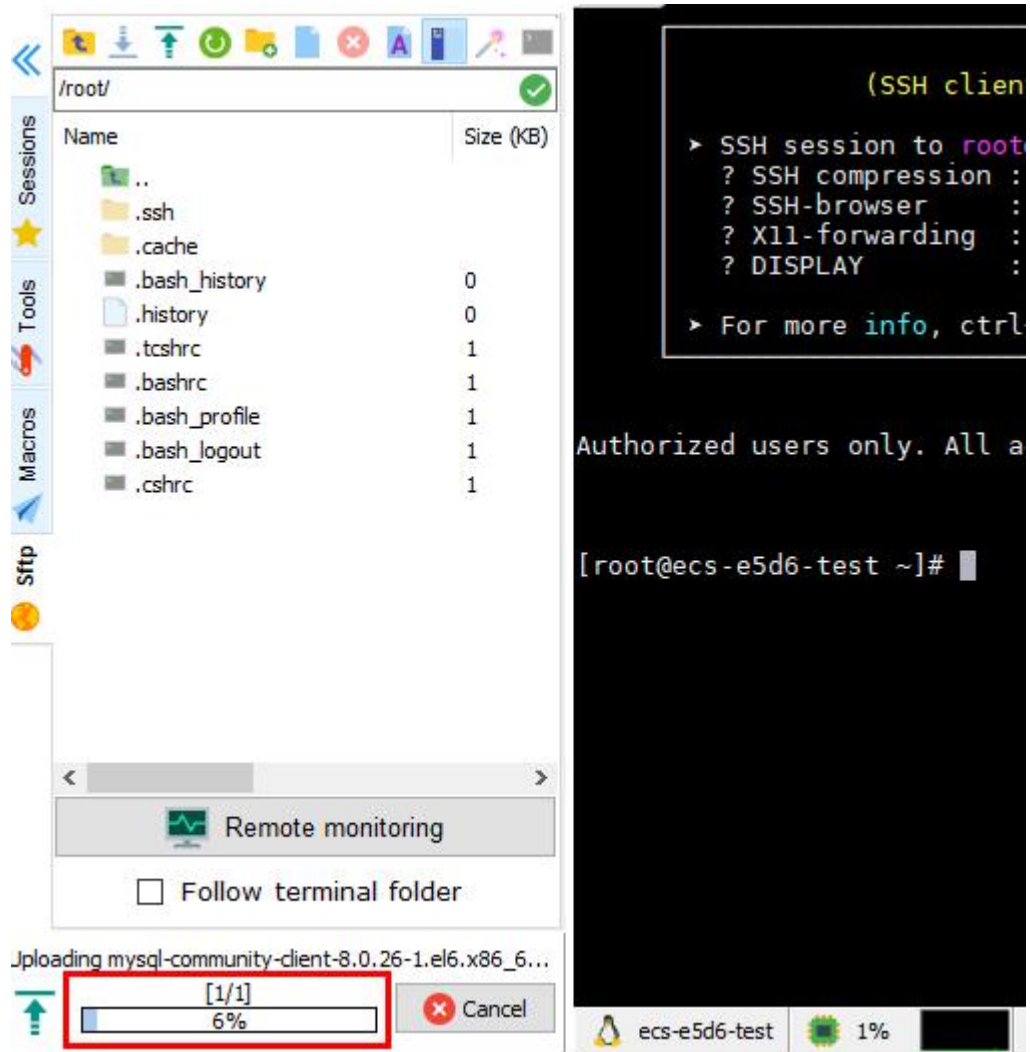 /root/
Name Size (KB)
..
.ssh
.cache
.bash_history 0
.history 0
.tcshrc 1
.bashrc 1
.bash_profile 1
.bash_logout 1
.cshrc 1
Sessions
Tools
Macros
Sftp
Remote monitoring
Follow terminal folder
Uploading mysql-community-client-8.0.26-1.el6.x86_6...
[1/1]
6%
Cancel
(SSH clien
➤ SSH session to root
? SSH compression :
? SSH-browser :
? X11-forwarding :
? DISPLAY :
➤ For more info, ctrl
Authorized users only. All a
[root@ecs-e5d6-test ~]#
ecs-e5d6-test 1%